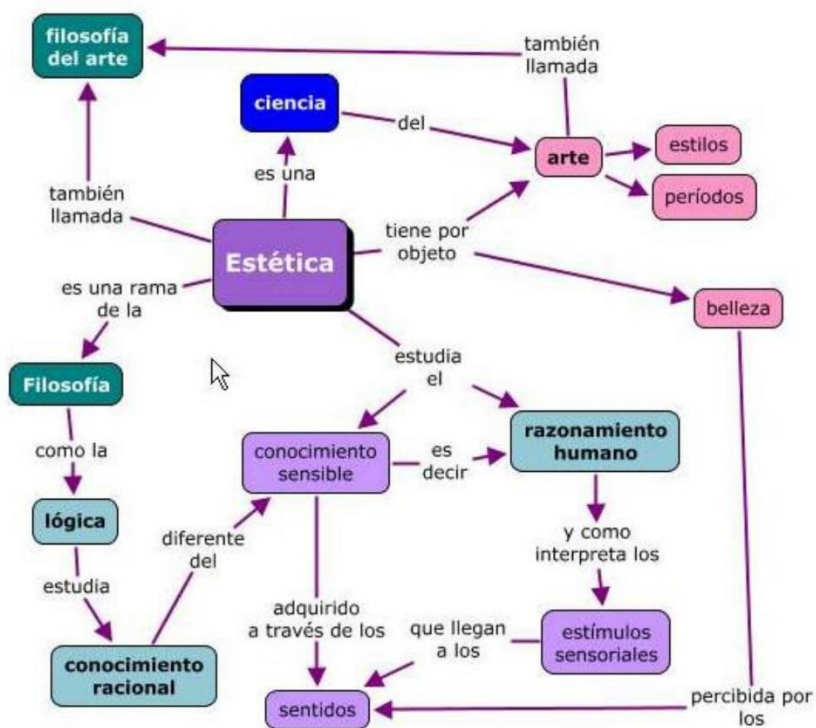 filosofía
del arte
también
llamada
ciencia
del
arte
estilos
períodos
es una
también
llamada
Estética
tiene por
objeto
es una rama
de la
belleza
estudia
el
Filosofía
como la
conocimiento
sensible
es
decir
razonamiento
humano
lógica
diferente
del
y como
interpreta los
estudia
adquirido
a través de los
que llegan
a los
estímulos
sensoriales
conocimiento
racional
sentidos
percibida por
los